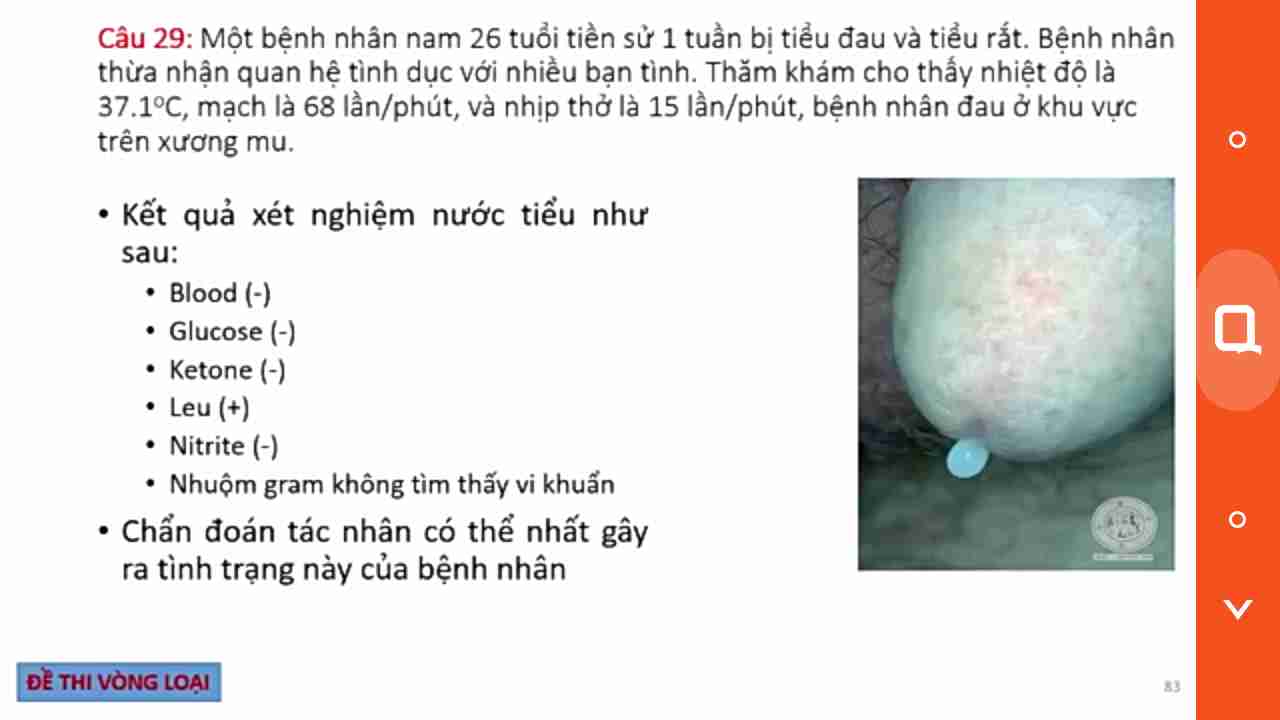 Câu 29: Một bệnh nhân nam 26 tuổi tiền sử 1 tuần bị tiểu đau và tiểu rắt. Bệnh nhân
thừa nhận quan hệ tình dục với nhiều bạn tình. Thăm khám cho thấy nhiệt độ là
37.1ºC, mạch là 68 lần/phút, và nhịp thở là 15 lần/phút, bệnh nhân đau ở khu vực
trên xương mu.
• Kết quả xét nghiệm nước tiểu như
sau:
• Blood (-)
• Glucose (-)
• Ketone (-)
• Leu (+)
• Nitrite (-)
• Nhuộm gram không tìm thấy vi khuẩn
• Chẩn đoán tác nhân có thể nhất gây
ra tình trạng này của bệnh nhân
ĐỀ THI VÒNG LOẠI
83